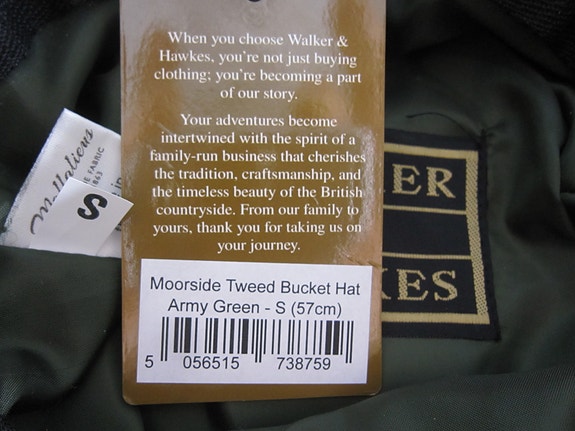 When you choose Walker &
Hawkes, you're not just buying
clothing; you're becoming a part
of our story.
Your adventures become
intertwined with the spirit of a
family-run business that cherishes
the tradition, craftsmanship, and
the timeless beauty of the British
countryside. From our family to
yours, thank you for taking us on
your journey.
Moorside Tweed Bucket Hat
Army Green - S (57cm)
5 056515 738759
S
E FABRIC
863
ER
KES